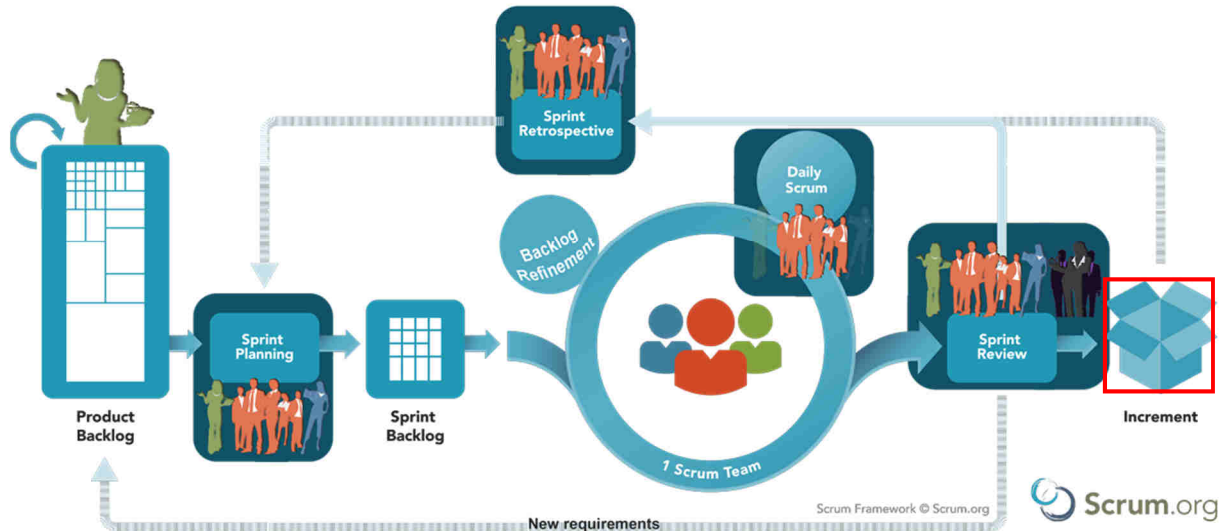 Sprint
Retrospective
Daily
Scrum
Backlog
Refinement
Sprint
Planning
Sprint
Review
Product
Backlog
Sprint
Backlog
Increment
1 Scrum Team
Scrum Framework © Scrum.org
Scrum.org
New requirements